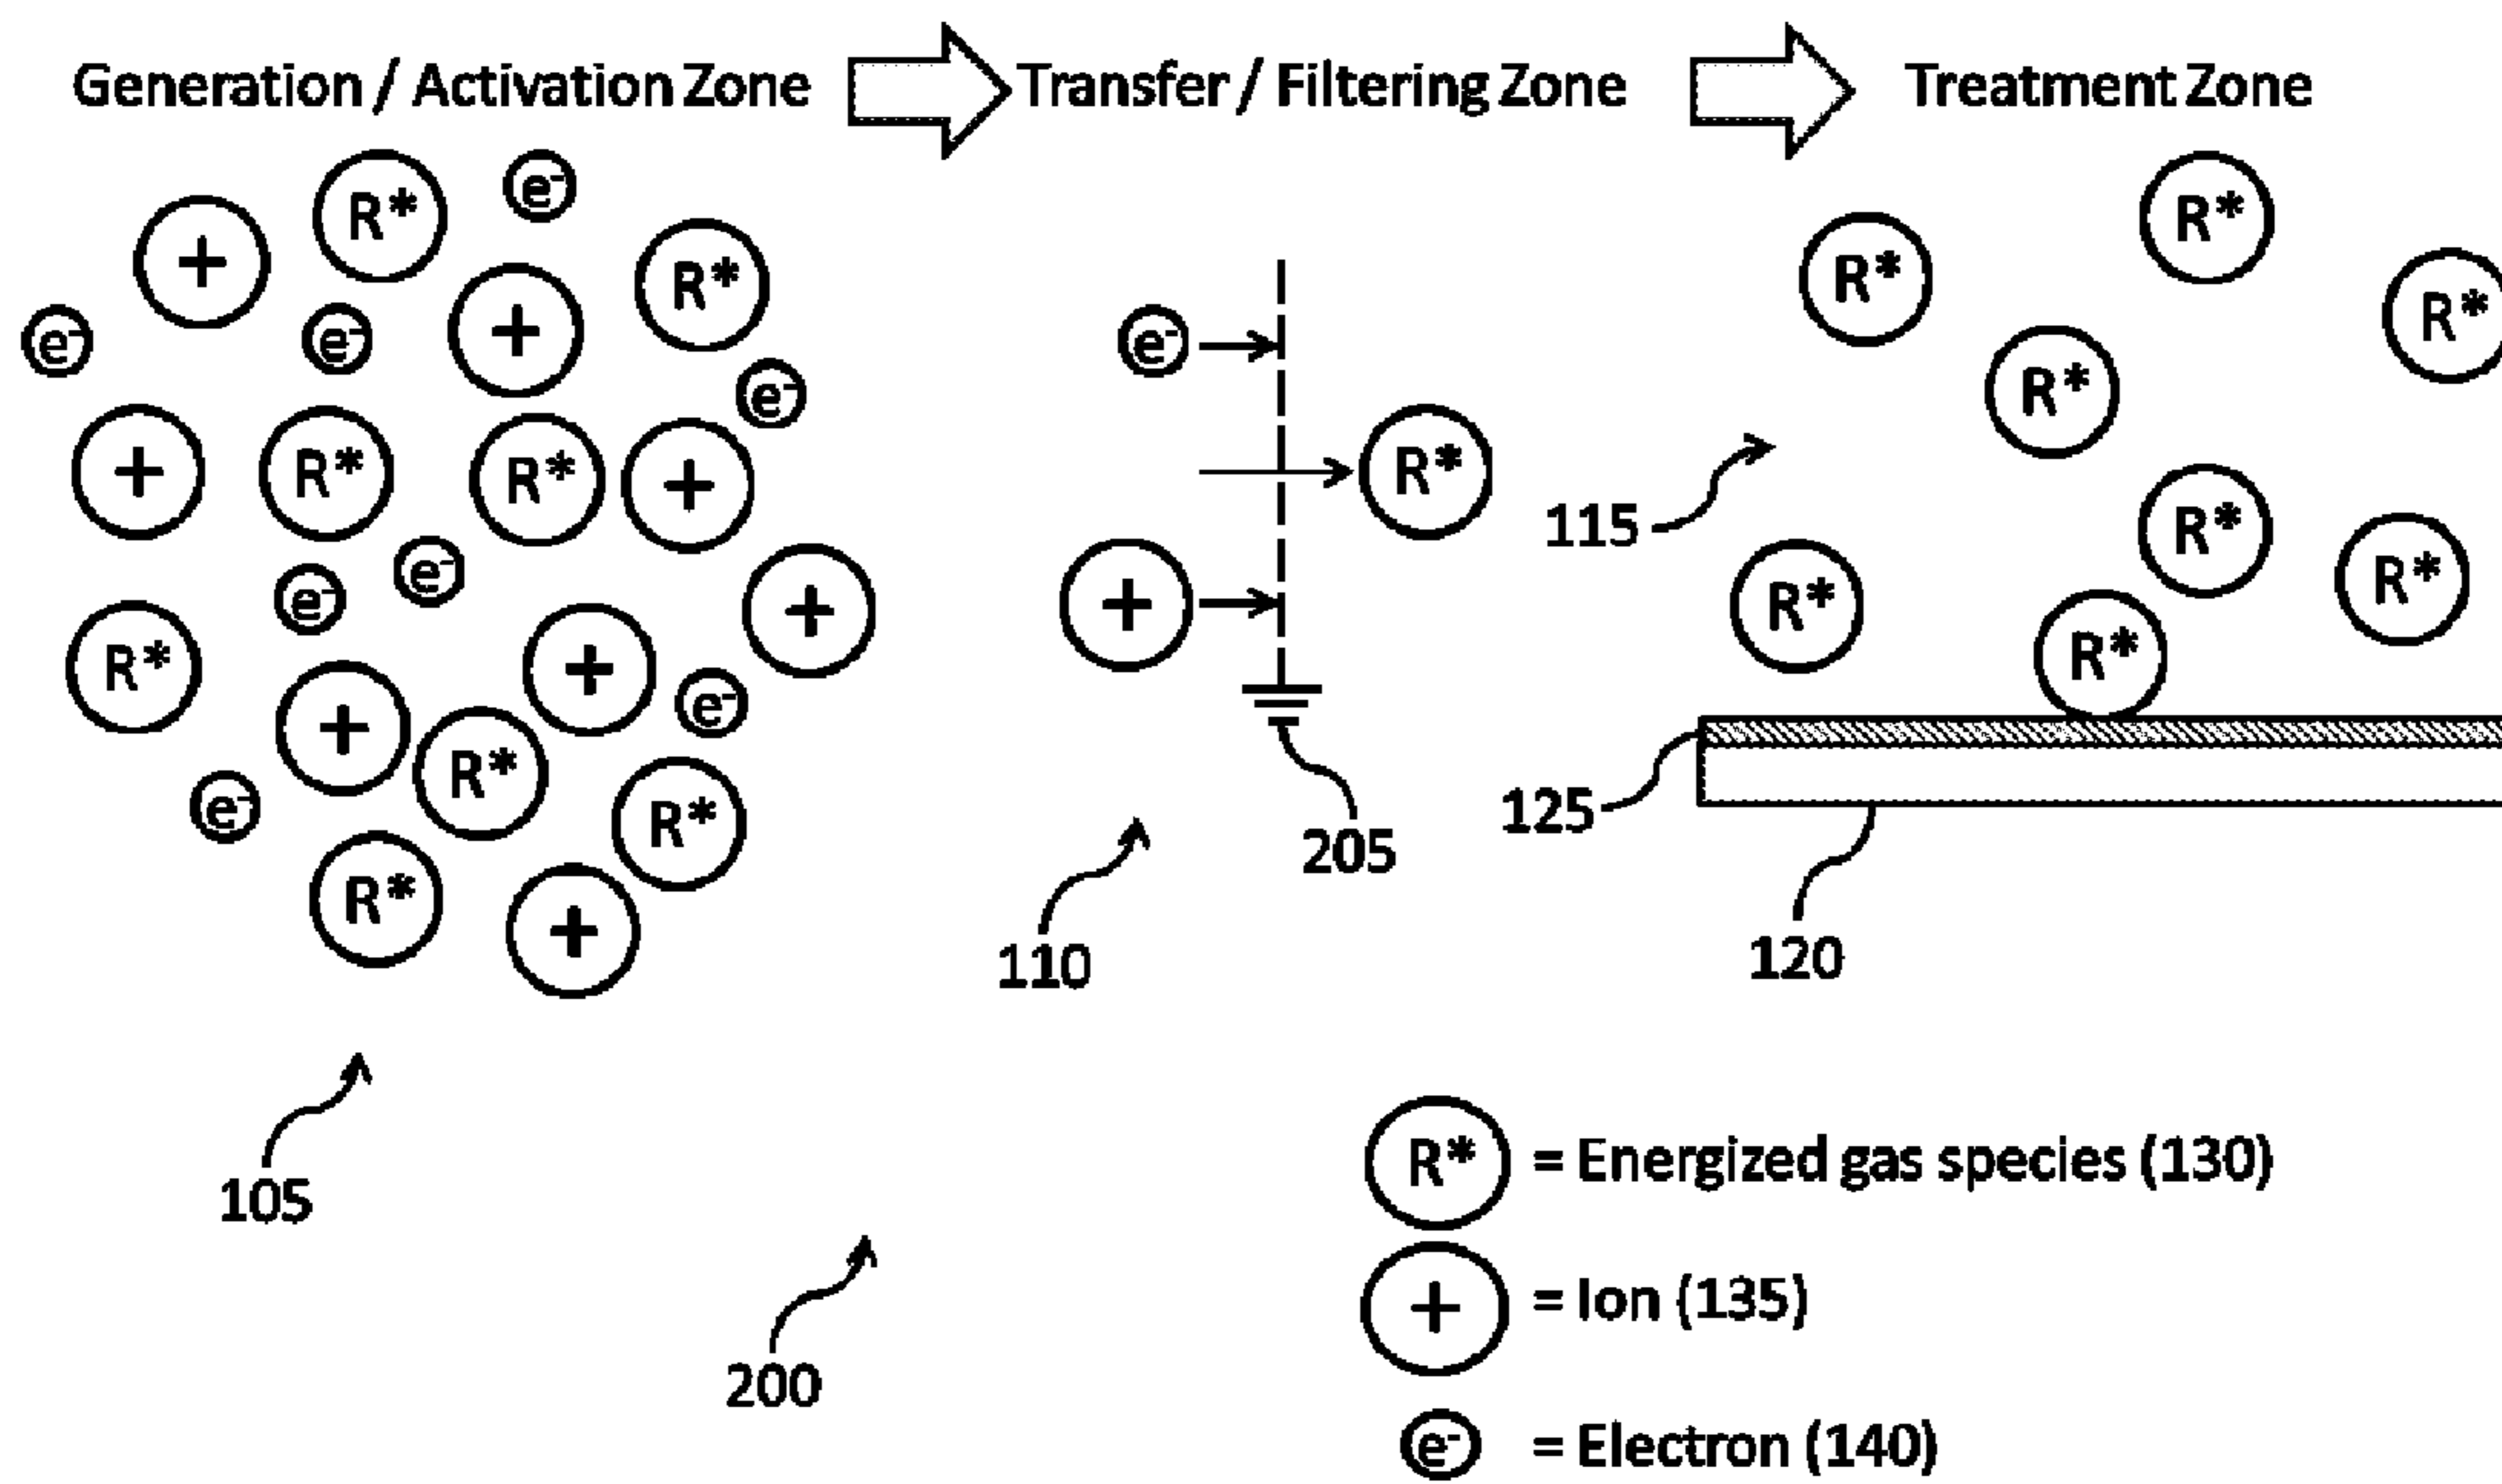 Generation / Activation Zone
Transfer / Filtering Zone
Treatment Zone
R*
e-
R*
+
R*
R*
+
R*
e-
e-
e-
R*
R*
e-
+
R*
R*
+
R*
R*
+
115
R*
e-
R*
e-
+
+
R*
R*
+
R*
R*
e-
+
R*
e-
R*
125
205
120
R*
+
110
105
200
R* = Energized gas species (130)
+ = Ion (135)
e- = Electron (140)